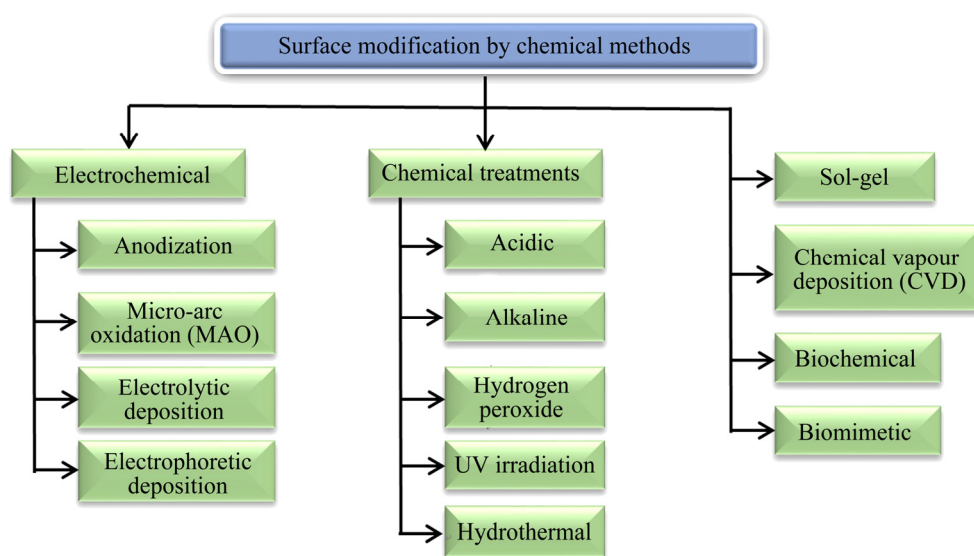 Surface modification by chemical methods
Electrochemical
Anodization
Micro-arc
oxidation (MAO)
Electrolytic
deposition
Electrophoretic
deposition
Chemical treatments
Acidic
Alkaline
Hydrogen
peroxide
UV irradiation
Hydrothermal
Sol-gel
Chemical vapour
deposition (CVD)
Biochemical
Biomimetic